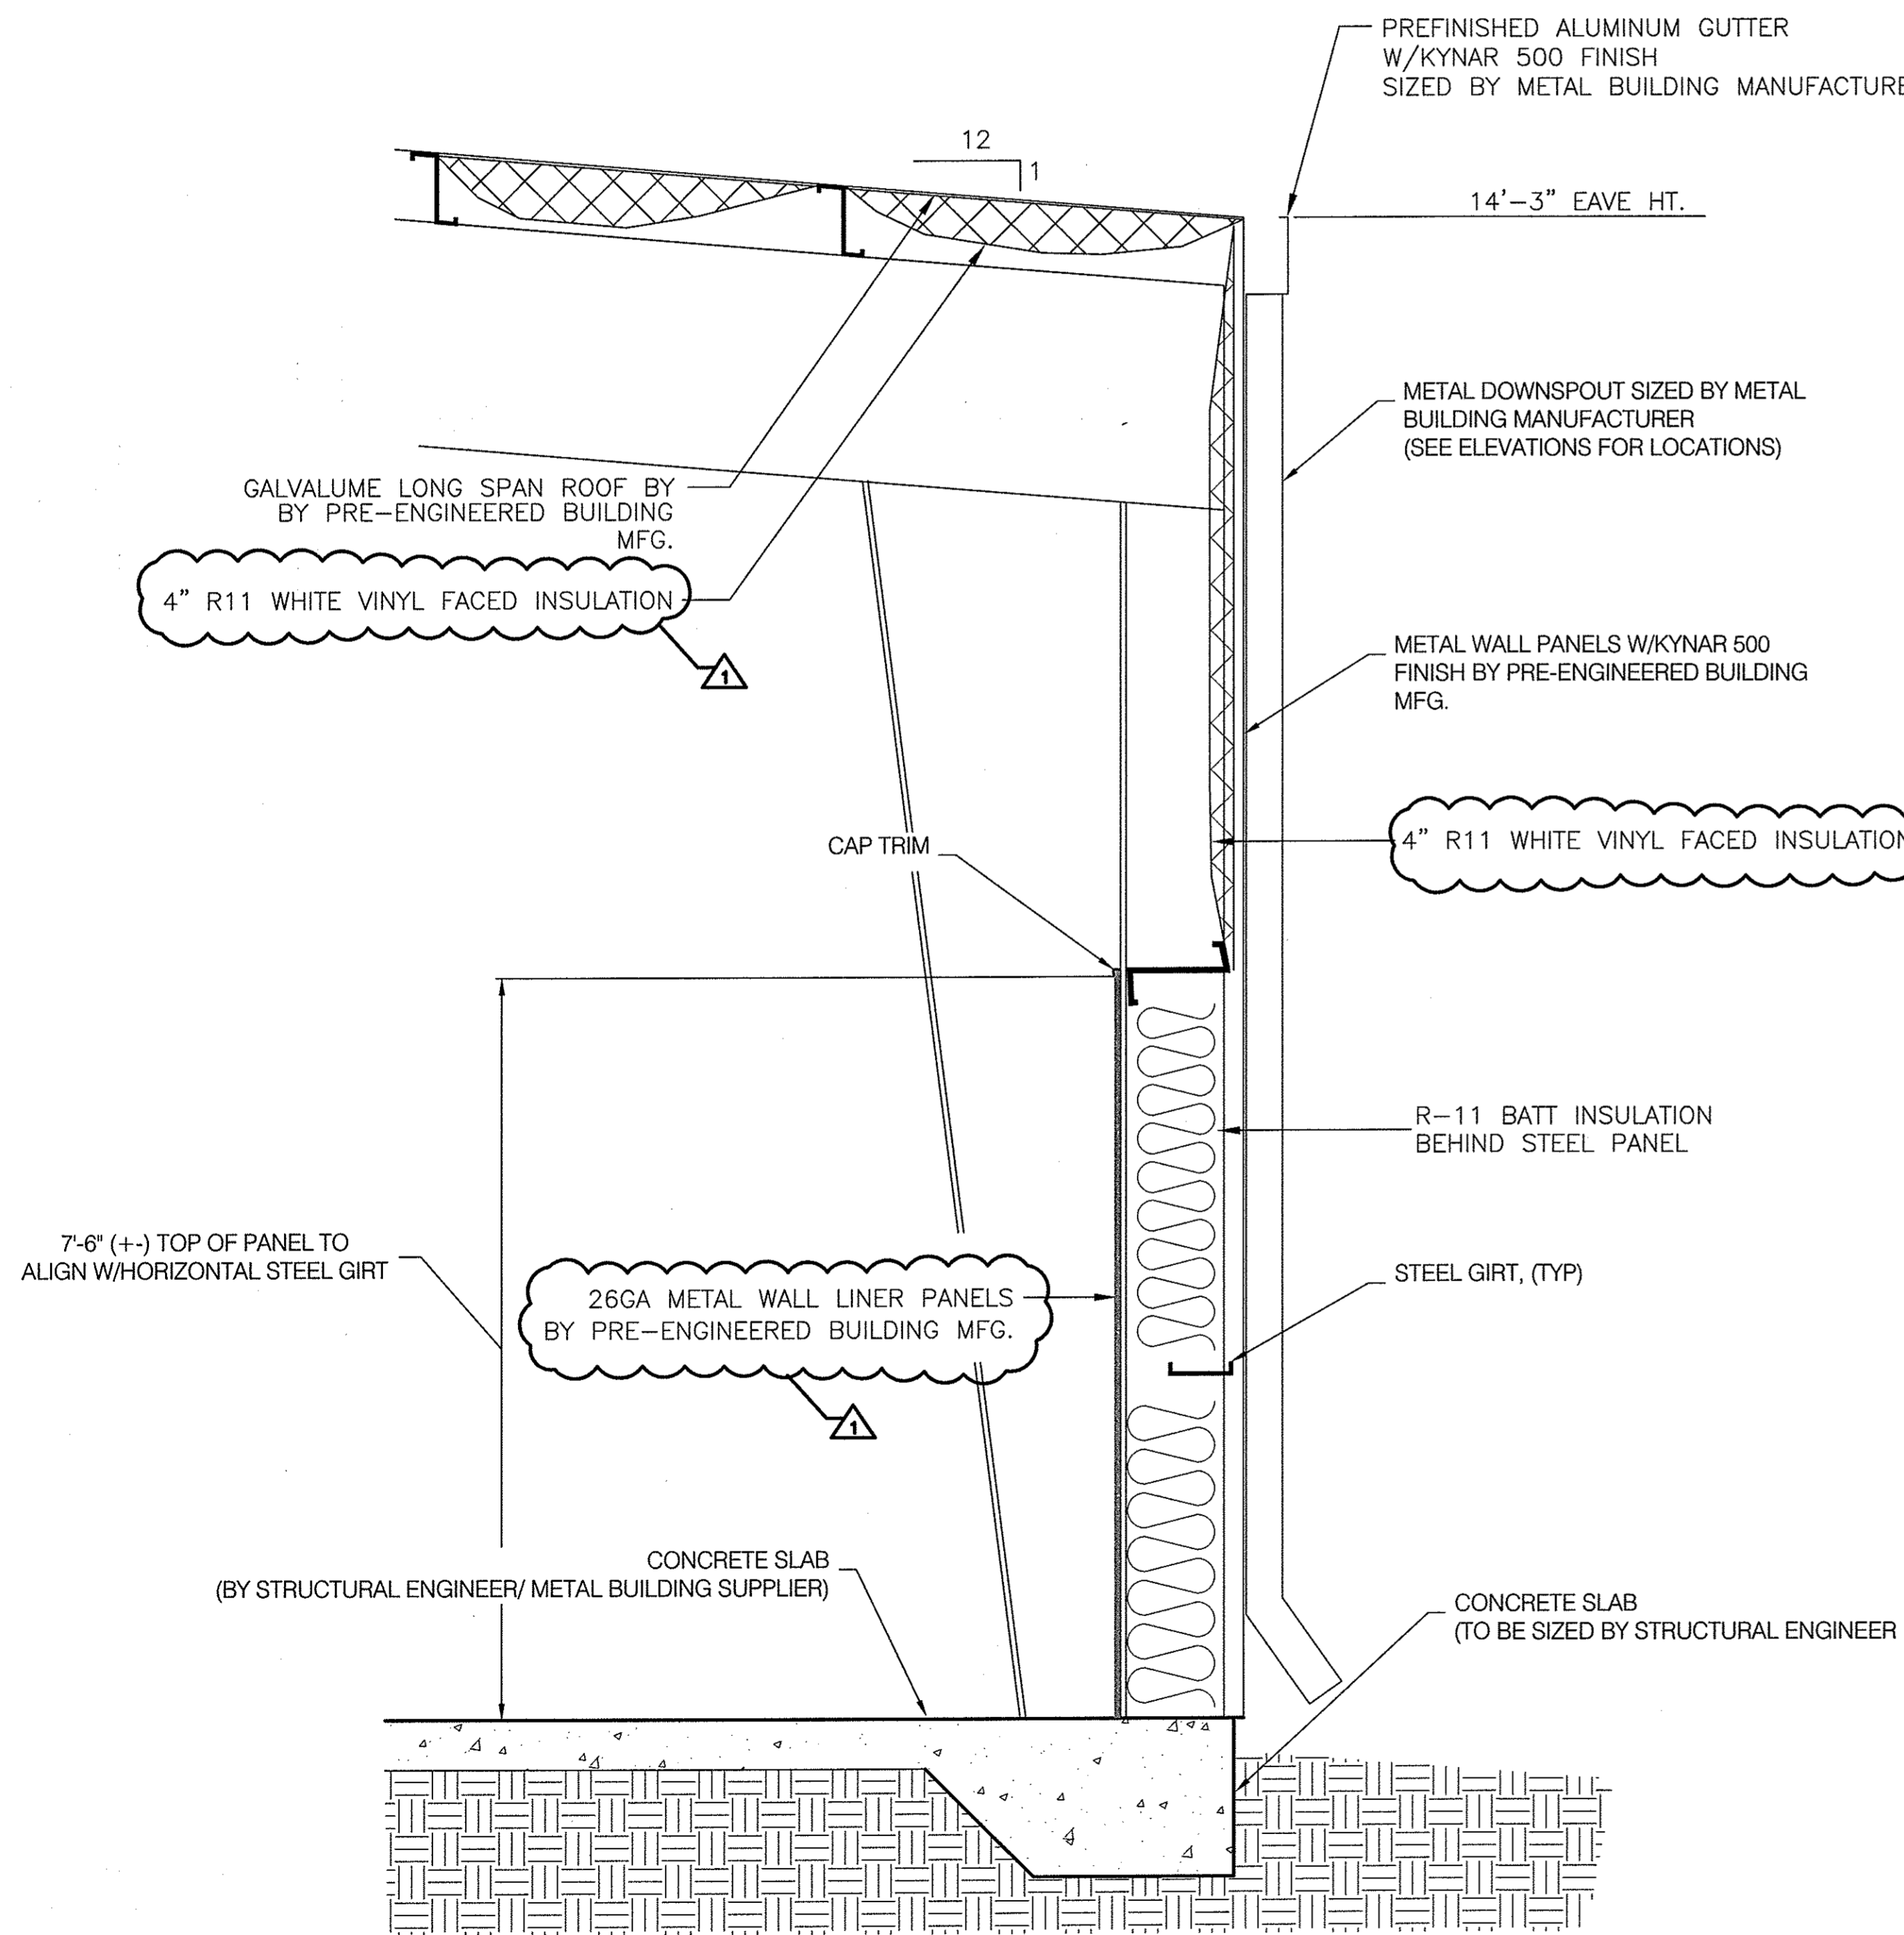 PREFINISHED ALUMINUM GUTTER
W/KYNAR 500 FINISH
SIZED BY METAL BUILDING MANUFACTURE
12
1
14'-3" EAVE HT.
METAL DOWNSPOUT SIZED BY METAL
BUILDING MANUFACTURER
(SEE ELEVATIONS FOR LOCATIONS)
GALVALUME LONG SPAN ROOF BY
BY PRE-ENGINEERED BUILDING
MFG.
4" R11 WHITE VINYL FACED INSULATION
1
METAL WALL PANELS W/KYNAR 500
FINISH BY PRE-ENGINEERED BUILDING
MFG.
4" R11 WHITE VINYL FACED INSULATION
CAP TRIM
R-11 BATT INSULATION
BEHIND STEEL PANEL
7'-6" (+-) TOP OF PANEL TO
ALIGN W/HORIZONTAL STEEL GIRT
STEEL GIRT, (TYP)
26GA METAL WALL LINER PANELS
BY PRE-ENGINEERED BUILDING MFG.
1
CONCRETE SLAB
(BY STRUCTURAL ENGINEER/ METAL BUILDING SUPPLIER)
CONCRETE SLAB
(TO BE SIZED BY STRUCTURAL ENGINEER